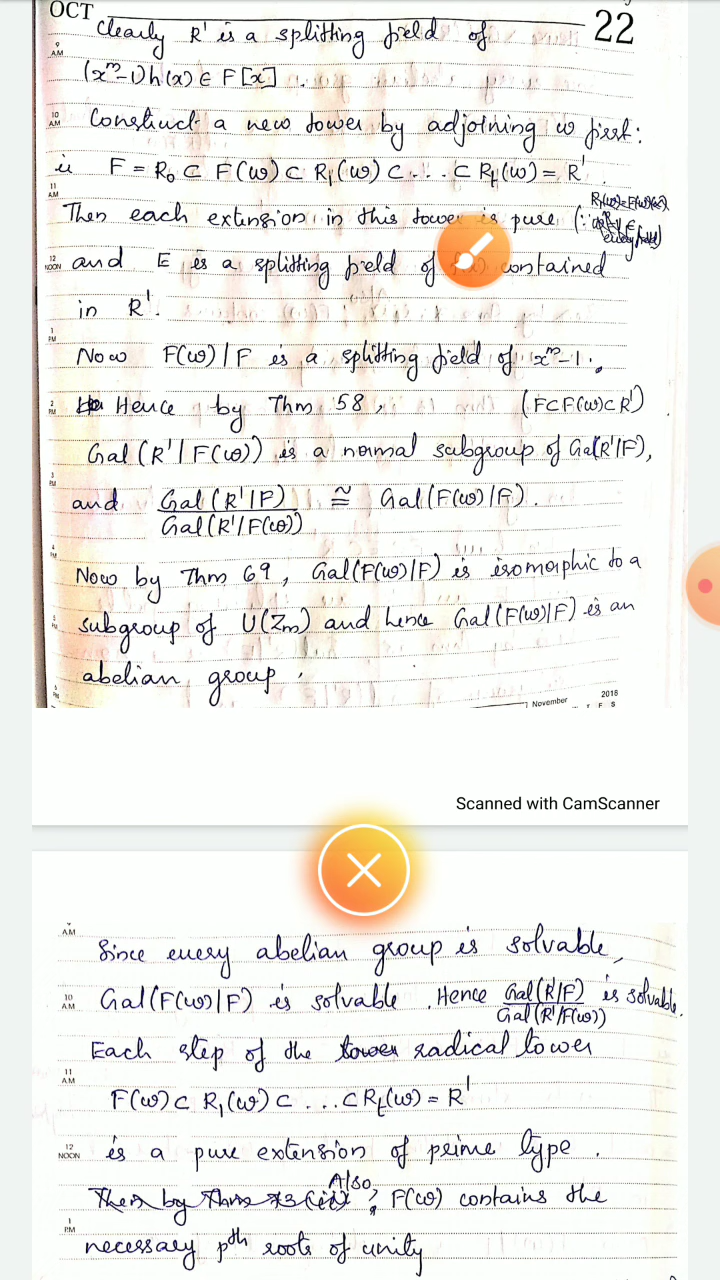 OCT 22
Clearly R' is a splitting field of
(x^m-1)h(x) ∈ F[x].
Construct a new tower by adjoining ω first:
ie F = R₀ ⊂ F(ω) ⊂ R₁(ω) ⊂ ... ⊂ Rₜ(ω) = R'.
Then each extension in this tower is pure
and E is a splitting field of contained
in R'.
Now F(ω)|F is a splitting field of x^m-1.
Hence by Thm 58, (F⊂F(ω)⊂R')
Gal(R'|F(ω)) is a normal subgroup of Gal(R'|F),
and Gal(R'|F) / Gal(R'|F(ω)) ≅ Gal(F(ω)|F).
Now by Thm 69, Gal(F(ω)|F) is isomorphic to a
subgroup of U(Zm) and hence Gal(F(ω)|F) is an
abelian group.
November 2018
T F S
Scanned with CamScanner
Since every abelian group is solvable,
Gal(F(ω)|F) is solvable. Hence Gal(R'|F) / Gal(R'|F(ω)) is solvable.
Each step of the radical tower
F(ω) ⊂ R₁(ω) ⊂ ... ⊂ Rₜ(ω) = R'
is a pure extension of prime type.
Also, F(ω) contains the
necessary pth roots of unity